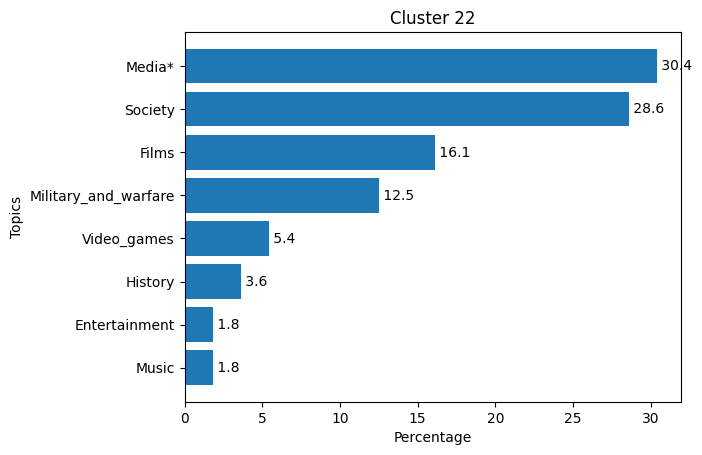 Cluster 22
Media* 30.4
Society 28.6
Films 16.1
Military_and_warfare 12.5
Video_games 5.4
History 3.6
Entertainment 1.8
Music 1.8
Topics
0 5 10 15 20 25 30
Percentage